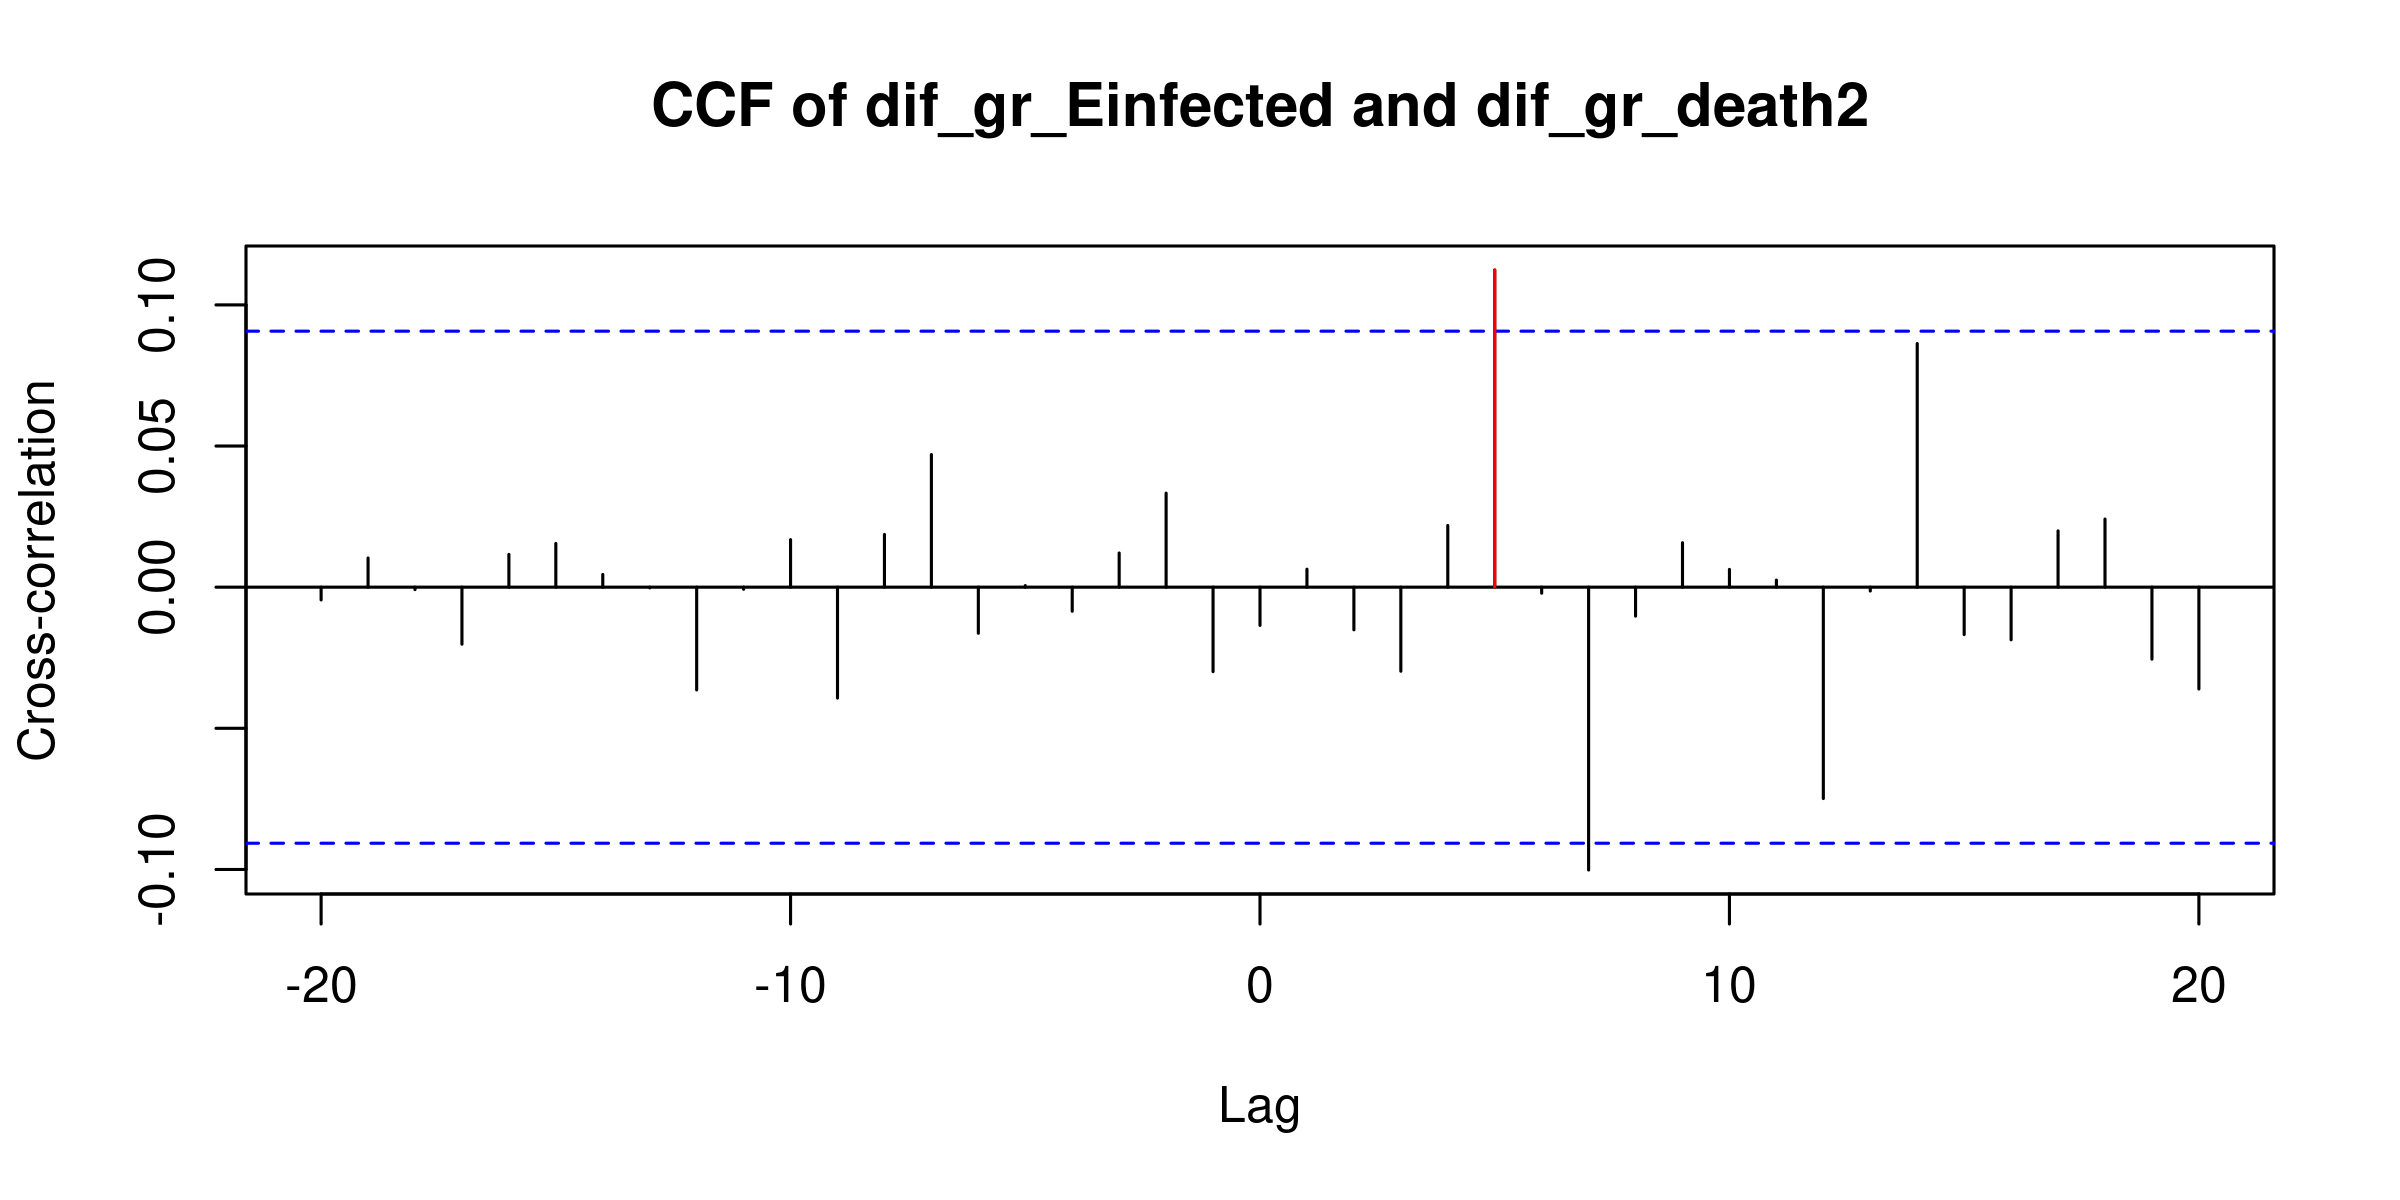 CCF of dif_gr_Einfected and dif_gr_death2
Cross-correlation
0.10
0.05
0.00
-0.10
-20 -10 0 10 20
Lag